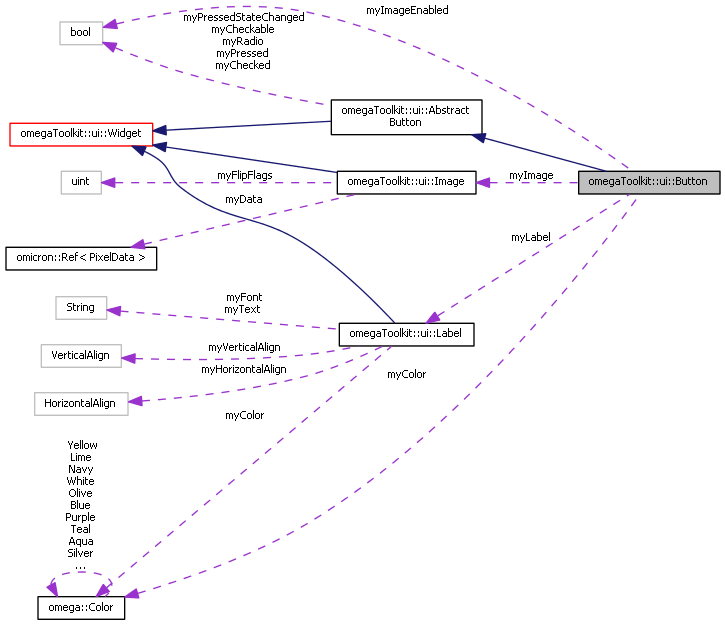 myImageEnabled
myPressedStateChanged
myCheckable
myRadio
myPressed
myChecked
bool
omegaToolkit::ui::Abstract
Button
omegaToolkit::ui::Widget
uint
myFlipFlags
omegaToolkit::ui::Image
myImage
omegaToolkit::ui::Button
myData
myLabel
omicron::Ref< PixelData >
String
myFont
myText
omegaToolkit::ui::Label
VerticalAlign
myVerticalAlign
myHorizontalAlign
myColor
HorizontalAlign
myColor
Yellow
Lime
Navy
White
Olive
Blue
Purple
Teal
Aqua
Silver
...
omega::Color